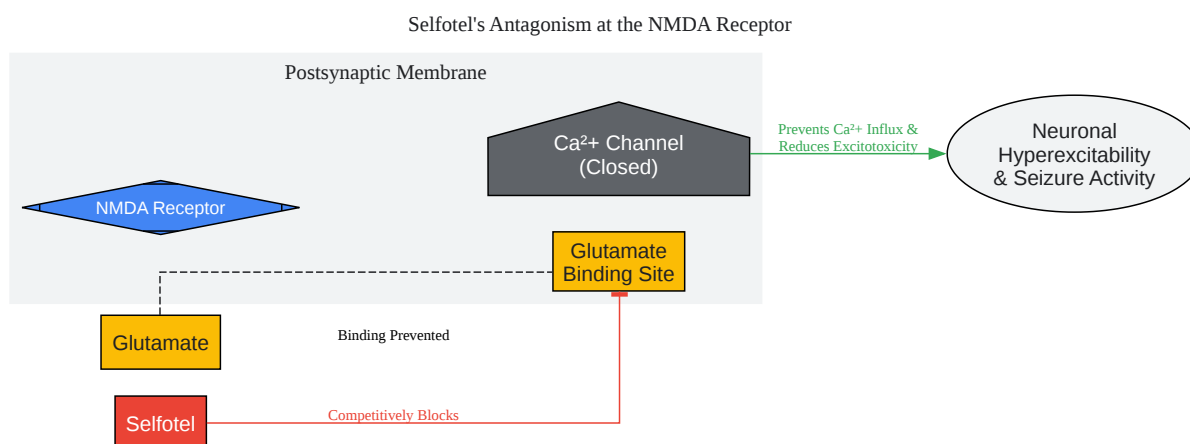 Selfotel's Antagonism at the NMDA Receptor
Postsynaptic Membrane
Ca²+ Channel
(Closed)
Prevents Ca²+ Influx &
Reduces Excitotoxicity
Neuronal
Hyperexcitability
& Seizure Activity
NMDA Receptor
Glutamate
Binding Site
Glutamate
Binding Prevented
Selfotel
Competitively Blocks